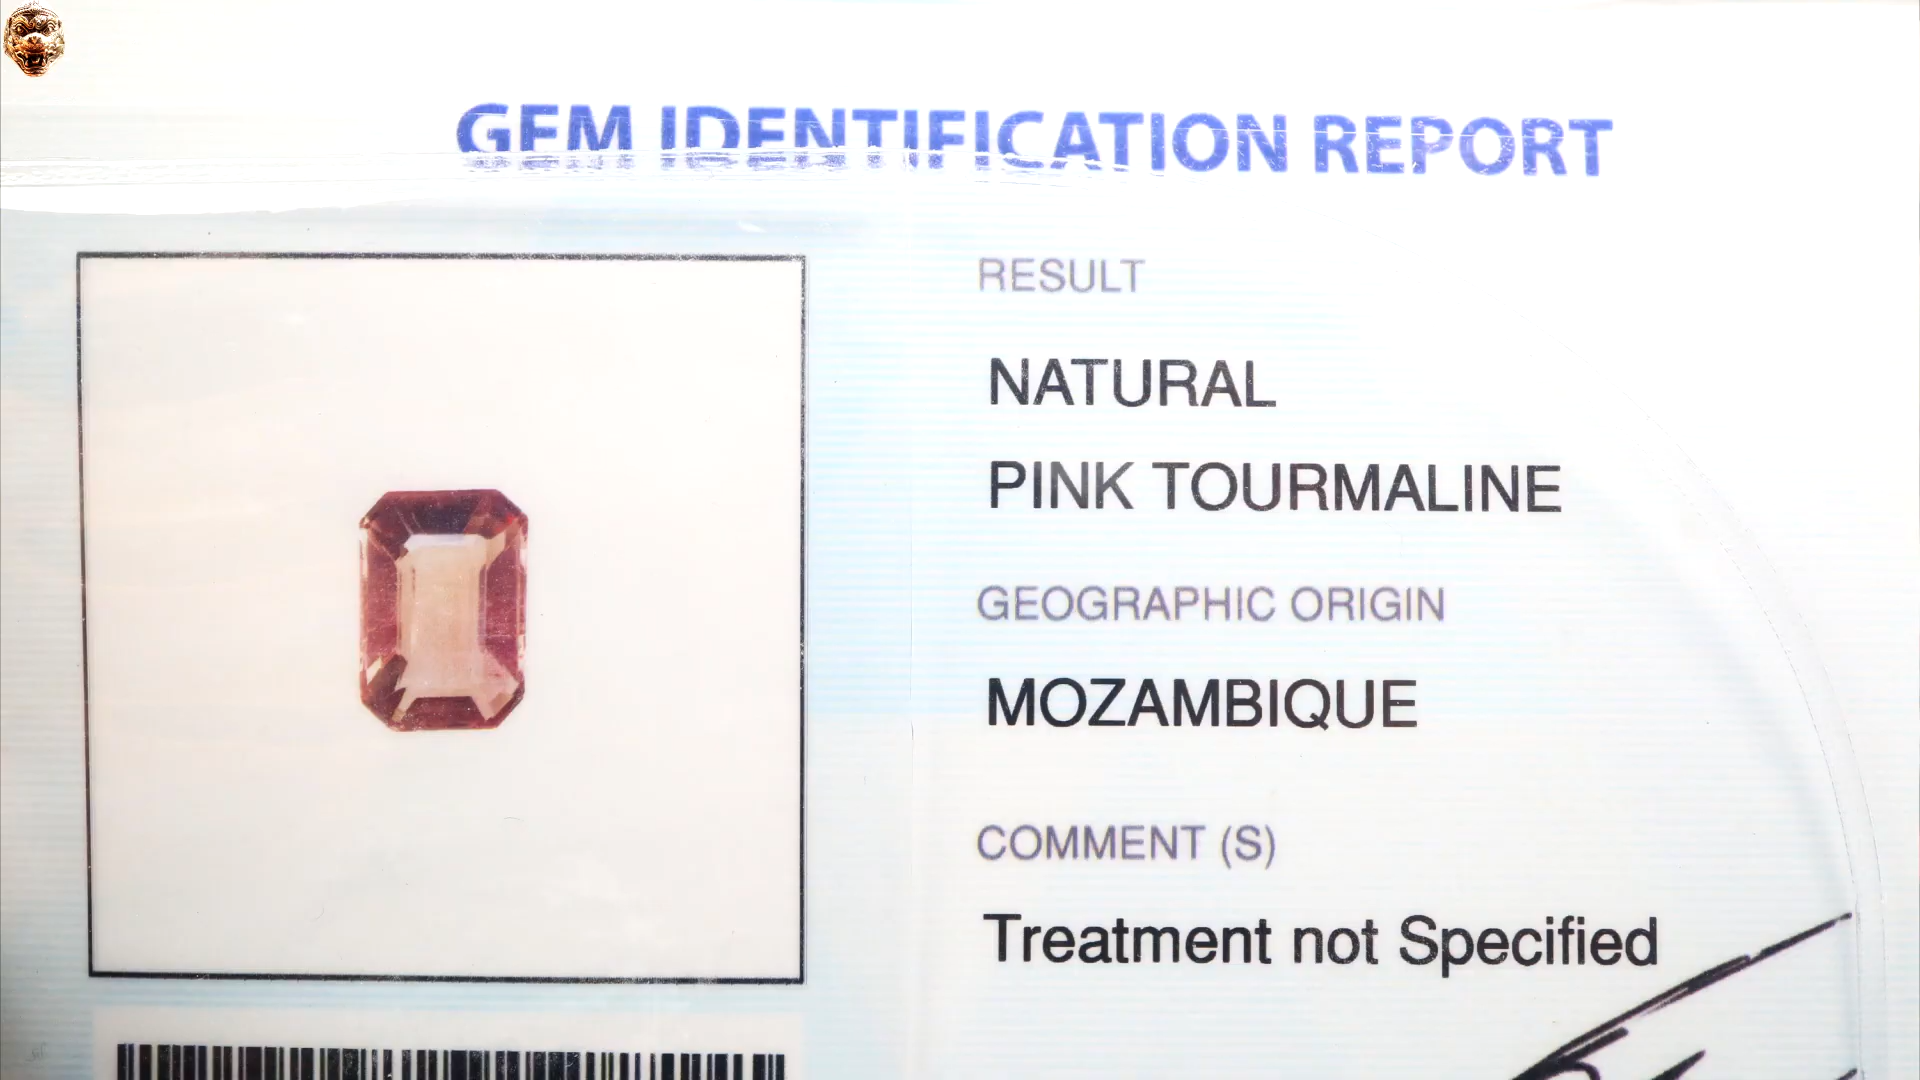 GEM IDENTIFICATION REPORT
RESULT
NATURAL
PINK TOURMALINE
GEOGRAPHIC ORIGIN
MOZAMBIQUE
COMMENT (S)
Treatment not Specified